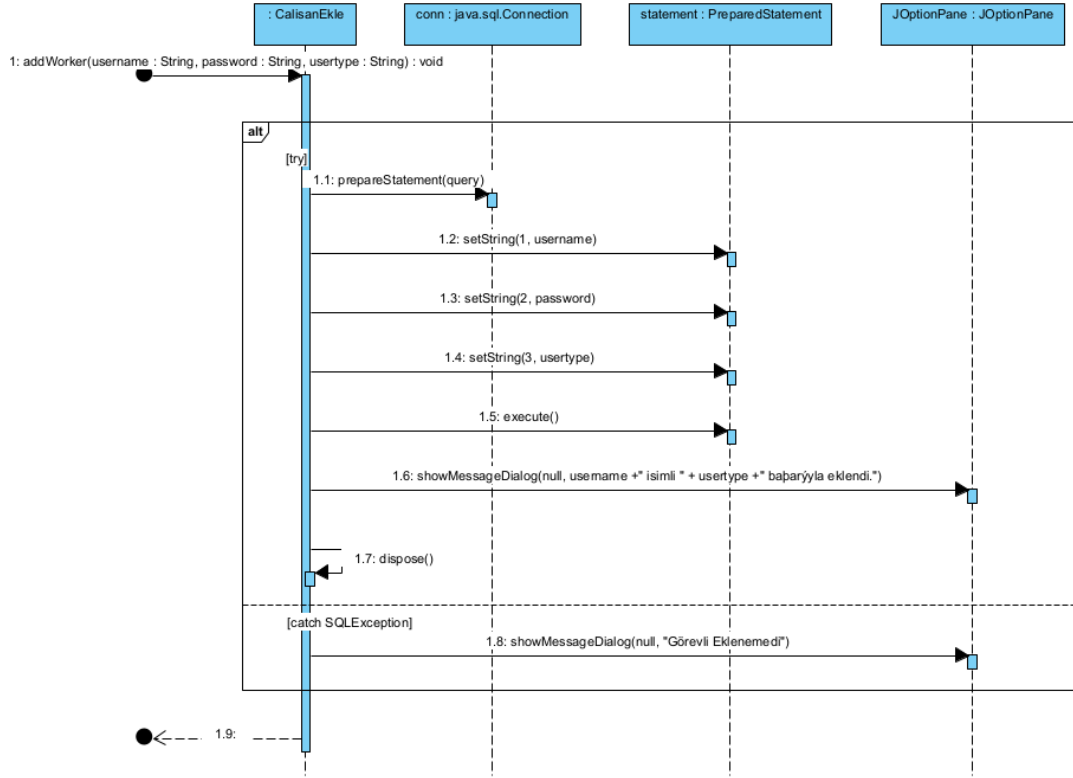 : CalisanEkle
conn : java.sql.Connection
statement : PreparedStatement
JOptionPane : JOptionPane
1: addWorker(username : String, password : String, usertype : String) : void
alt
[try]
1.1: prepareStatement(query)
1.2: setString(1, username)
1.3: setString(2, password)
1.4: setString(3, usertype)
1.5: execute()
1.6: showMessageDialog(null, username +" isimli " + usertype +" baþarýyla eklendi.")
1.7: dispose()
[catch SQLException]
1.8: showMessageDialog(null, "Görevli Eklenemedi")
1.9: